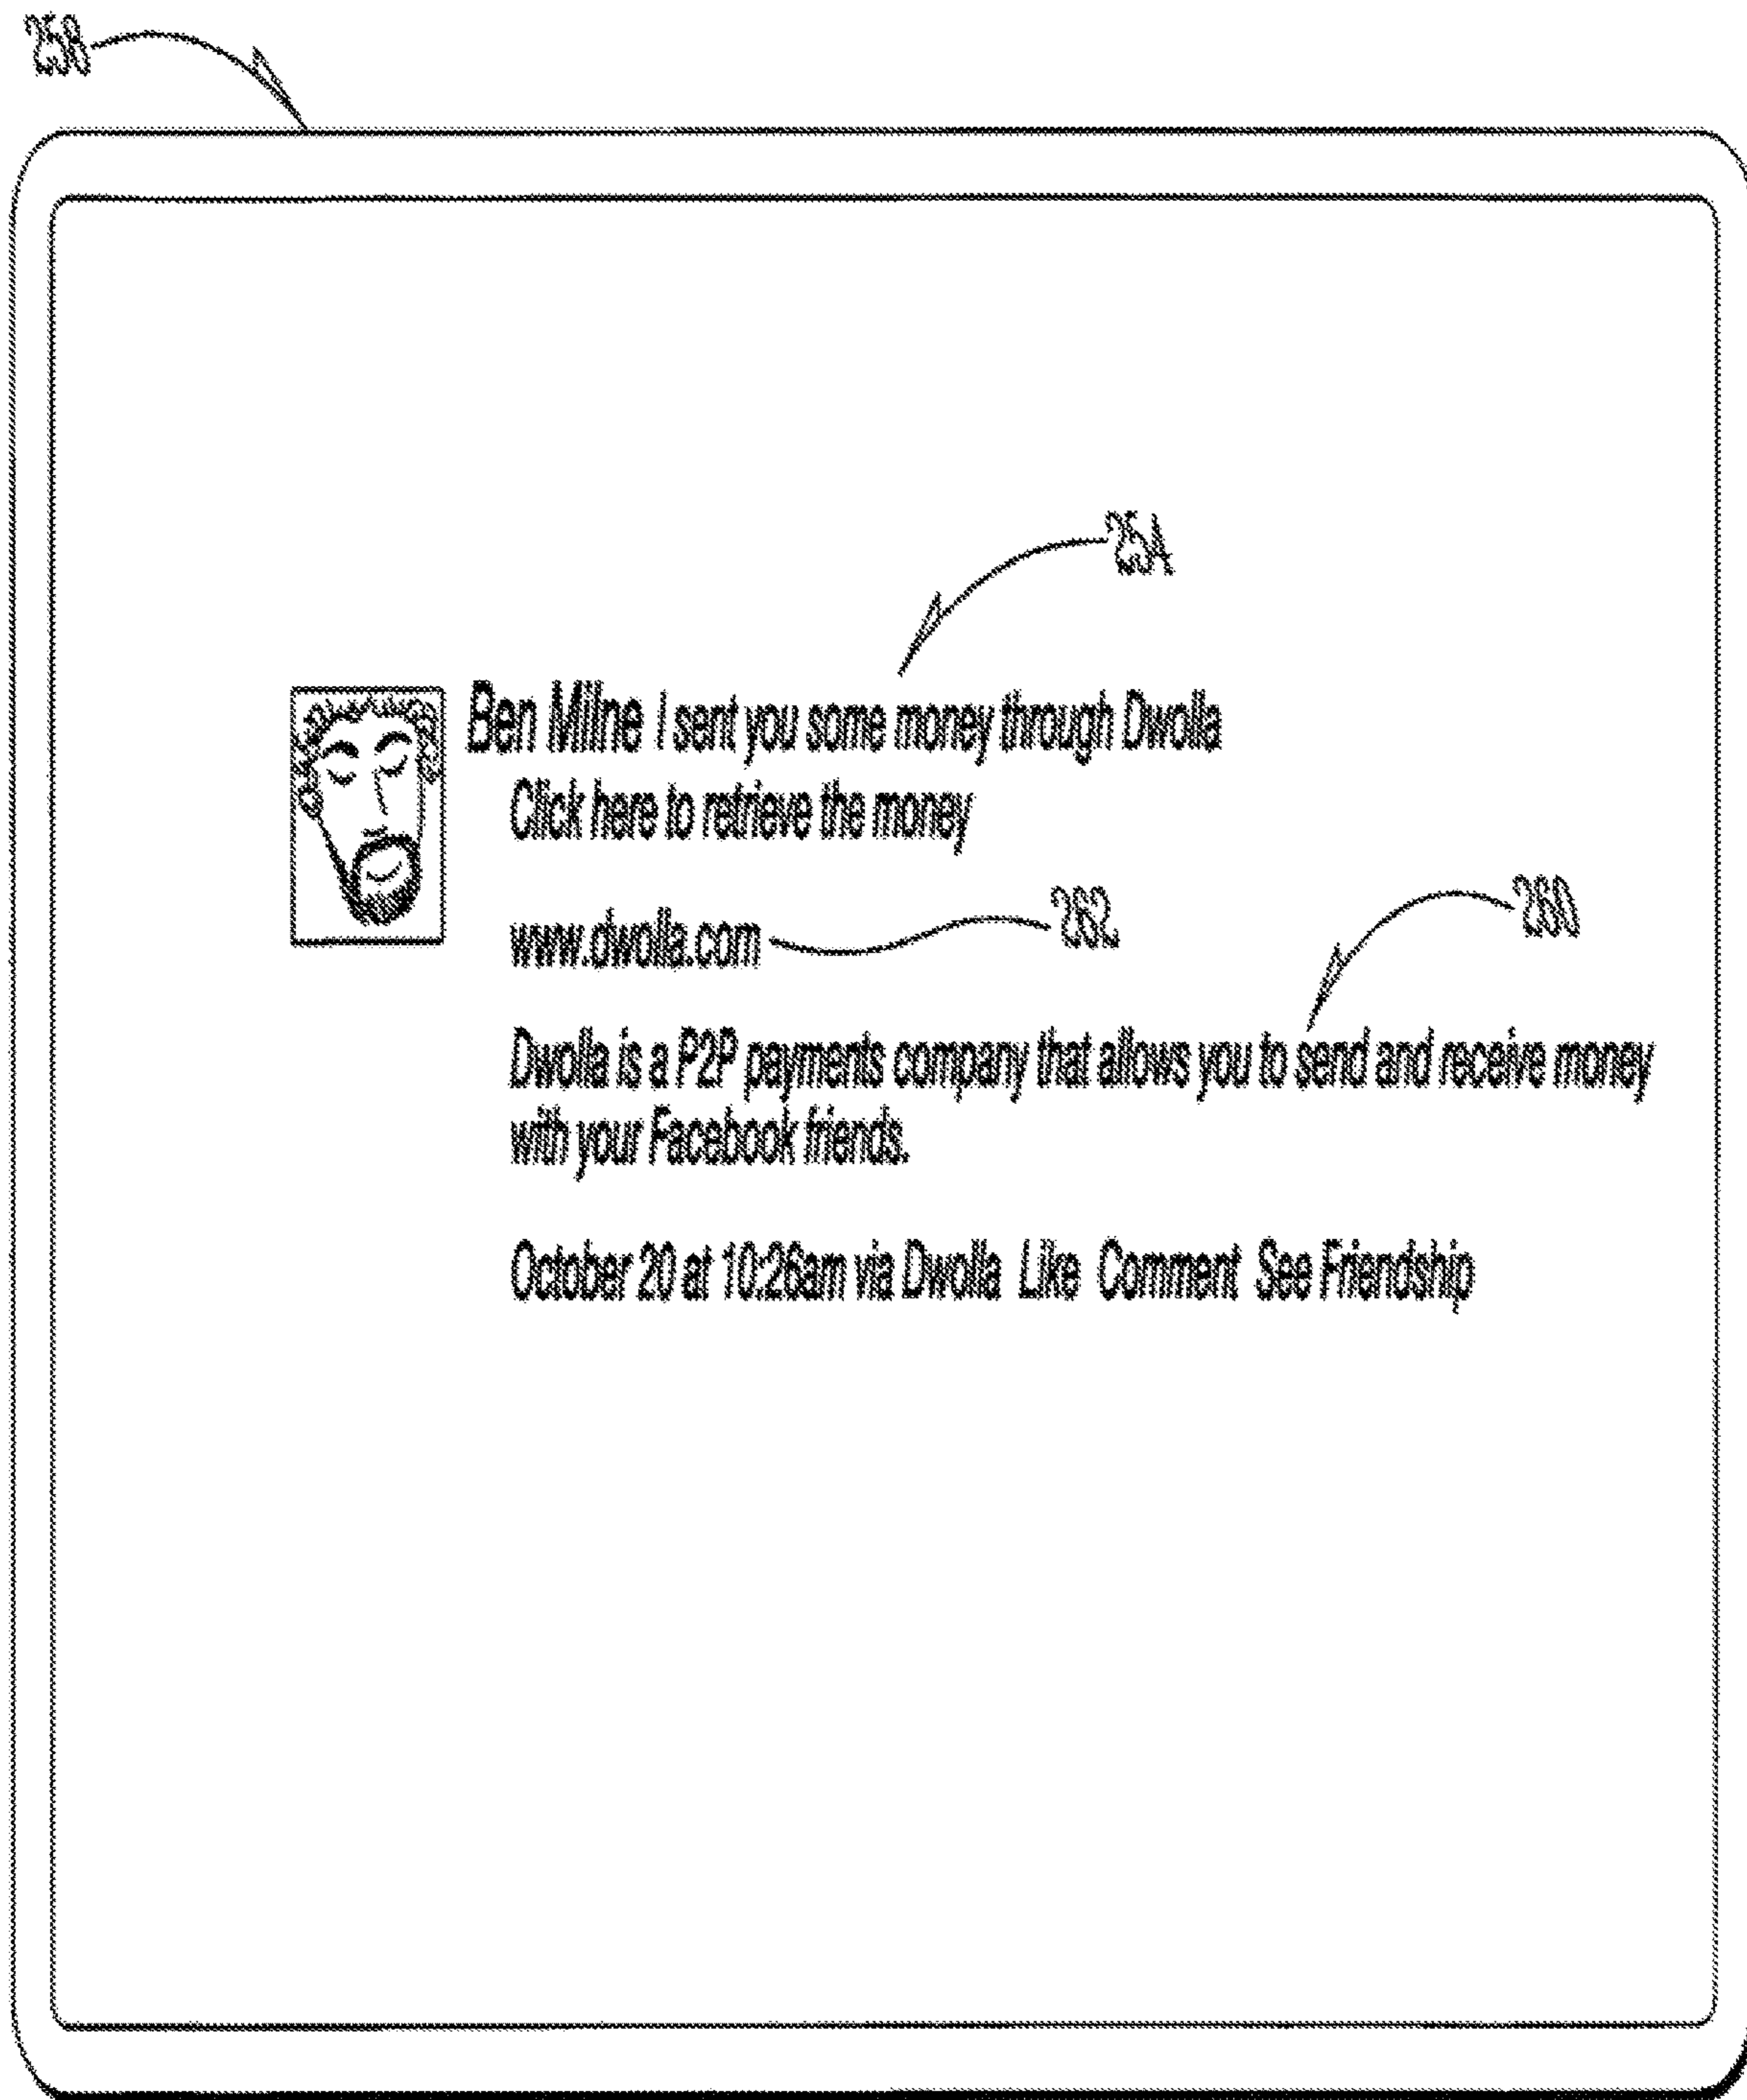 25A
Ben Milne I sent you some money through Dwolla
Click here to retrieve the money
www.dwolla.com
262
260
Dwolla is a P2P payments company that allows you to send and receive money
with your Facebook friends.
October 20 at 10:26am via Dwolla Like Comment See Friendship